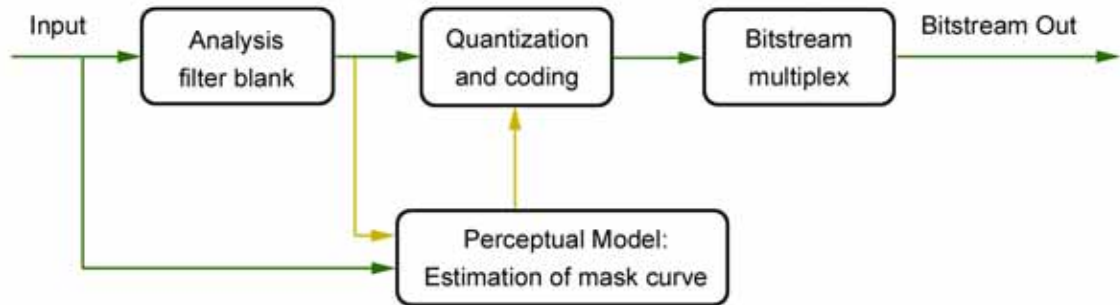 Input
Analysis
filter blank
Quantization
and coding
Bitstream
multiplex
Bitstream Out
Perceptual Model:
Estimation of mask curve